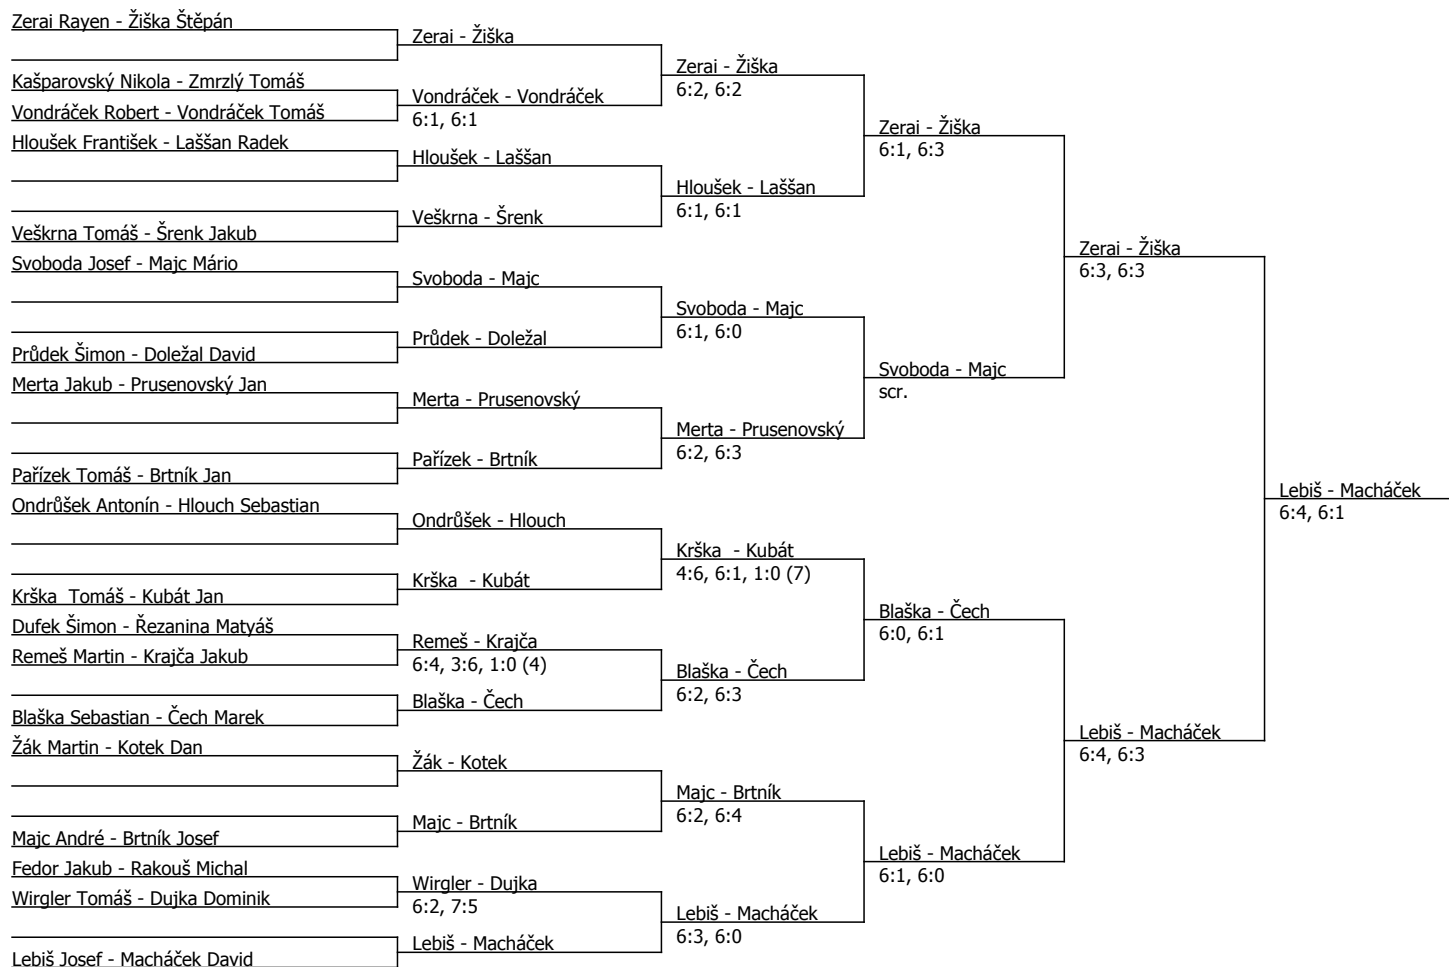 Zerai Rayen - Žiška Štěpán
Kašparovský Nikola - Zmrzlý Tomáš
Vondráček Robert - Vondráček Tomáš
Hloušek František - Laššan Radek
Veškrna Tomáš - Šrenk Jakub
Svoboda Josef - Majc Mário
Průdek Šimon - Doležal David
Merta Jakub - Prusenovský Jan
Pařízek Tomáš - Brtník Jan
Ondrůšek Antonín - Hlouch Sebastian
Krška  Tomáš - Kubát Jan
Dufek Šimon - Řezanina Matyáš
Remeš Martin - Krajča Jakub
Blaška Sebastian - Čech Marek
Žák Martin - Kotek Dan
Majc André - Brtník Josef
Fedor Jakub - Rakouš Michal
Wirgler Tomáš - Dujka Dominik
Lebiš Josef - Macháček David
Zerai - Žiška
Vondráček - Vondráček
6:1, 6:1
Hloušek - Laššan
Veškrna - Šrenk
Svoboda - Majc
Průdek - Doležal
Merta - Prusenovský
Pařízek - Brtník
Ondrůšek - Hlouch
Krška  - Kubát
Remeš - Krajča
6:4, 3:6, 1:0 (4)
Blaška - Čech
Žák - Kotek
Majc - Brtník
Wirgler - Dujka
6:2, 7:5
Lebiš - Macháček
Zerai - Žiška
6:2, 6:2
Hloušek - Laššan
6:1, 6:1
Svoboda - Majc
6:1, 6:0
Merta - Prusenovský
6:2, 6:3
Krška  - Kubát
4:6, 6:1, 1:0 (7)
Blaška - Čech
6:2, 6:3
Majc - Brtník
6:2, 6:4
Lebiš - Macháček
6:3, 6:0
Zerai - Žiška
6:1, 6:3
Svoboda - Majc
scr.
Blaška - Čech
6:0, 6:1
Lebiš - Macháček
6:1, 6:0
Zerai - Žiška
6:3, 6:3
Lebiš - Macháček
6:4, 6:3
Lebiš - Macháček
6:4, 6:1